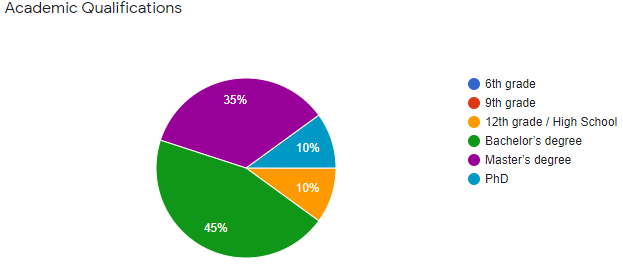 Academic Qualifications
35%
10%
10%
45%
6th grade
9th grade
12th grade / High School
Bachelor's degree
Master's degree
PhD